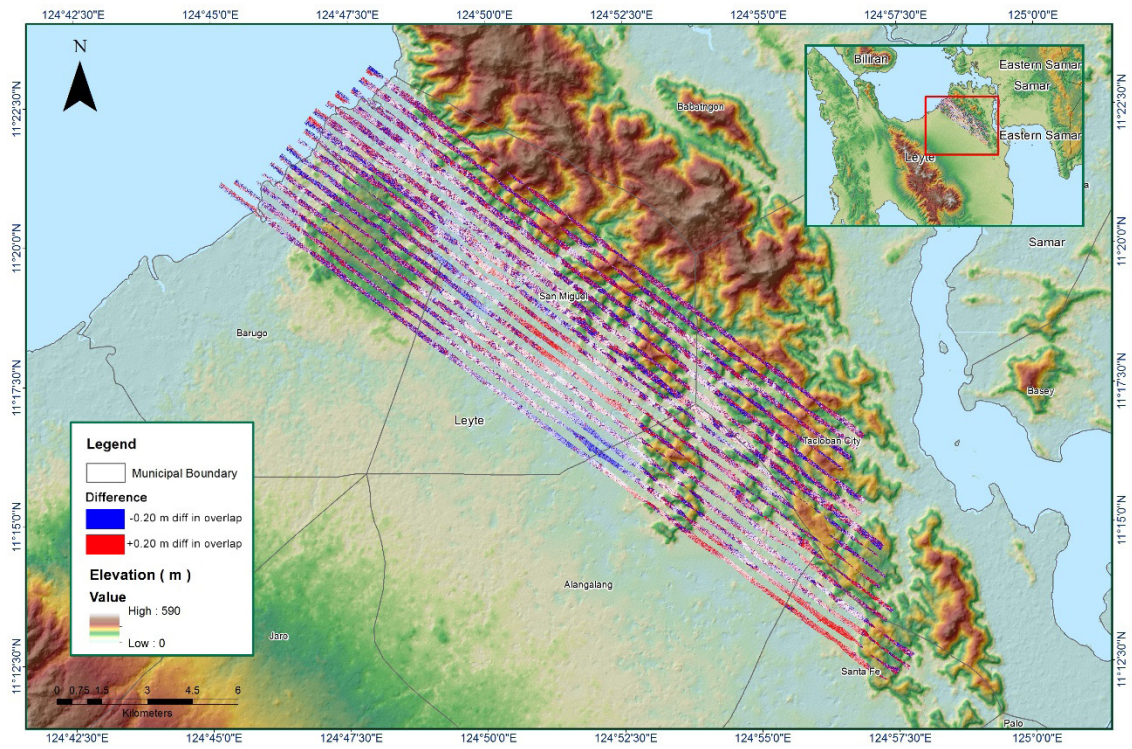 124°42'30"E 124°45'0"E 124°47'30"E 124°50'0"E 124°52'30"E 124°55'0"E 124°57'30"E 125°0'0"E
N
Biliran
Eastern Samar
Samar
Eastern Samar
Leyte
a
11°22'30"N
11°22'30"N
Babatngon
11°20'0"N
11°20'0"N
Samar
San Miguel
Barugo
11°17'30"N
11°17'30"N
Basey
Leyte
Tacloban City
Legend
Municipal Boundary
Difference
-0.20 m diff in overlap
+0.20 m diff in overlap
Elevation ( m )
Value
High : 590
Low : 0
11°15'0"N
11°15'0"N
Alangalang
Jaro
11°12'30"N
11°12'30"N
Santa Fe
0 0.75 1.5 3 4.5 6
Kilometers
Palo
124°42'30"E 124°45'0"E 124°47'30"E 124°50'0"E 124°52'30"E 124°55'0"E 124°57'30"E 125°0'0"E